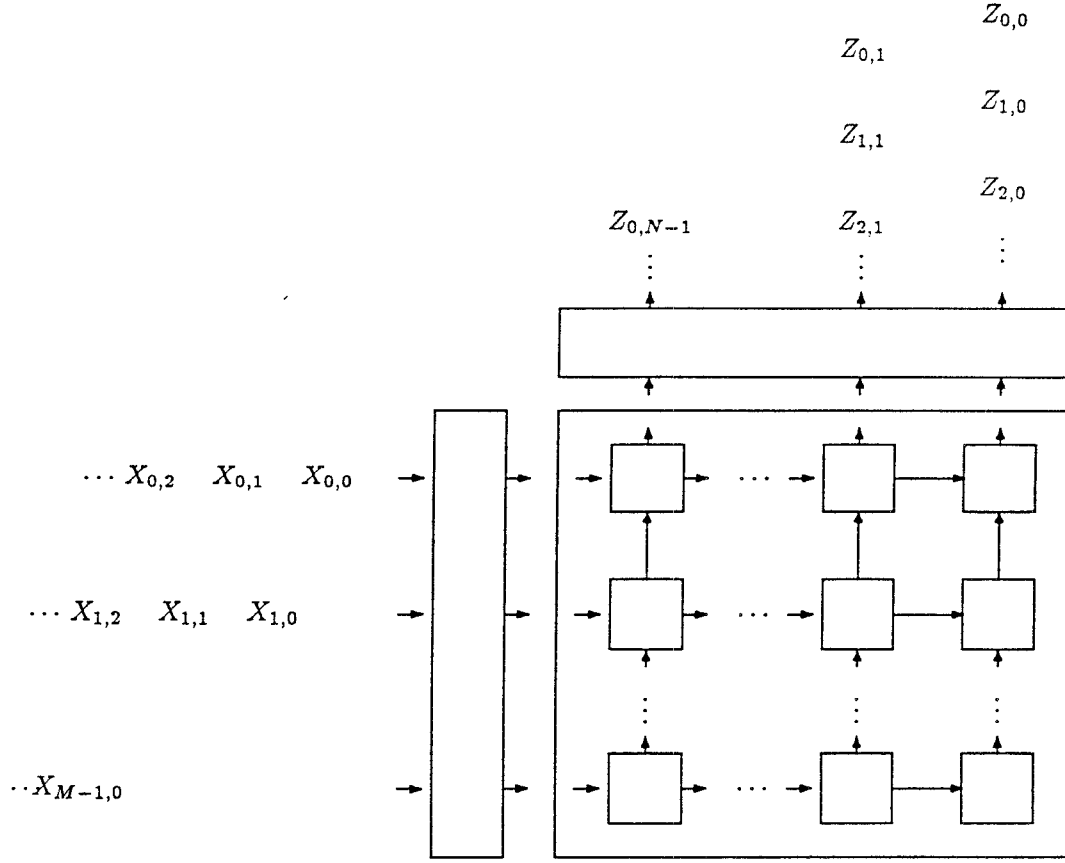 Z_{0,0}
Z_{0,1}
Z_{1,0}
Z_{1,1}
Z_{2,0}
Z_{0,N-1} Z_{2,1}
⋮ ⋮ ⋮
··· X_{0,2} X_{0,1} X_{0,0}
···
··· X_{1,2} X_{1,1} X_{1,0}
···
⋮ ⋮ ⋮
·· X_{M-1,0}
···